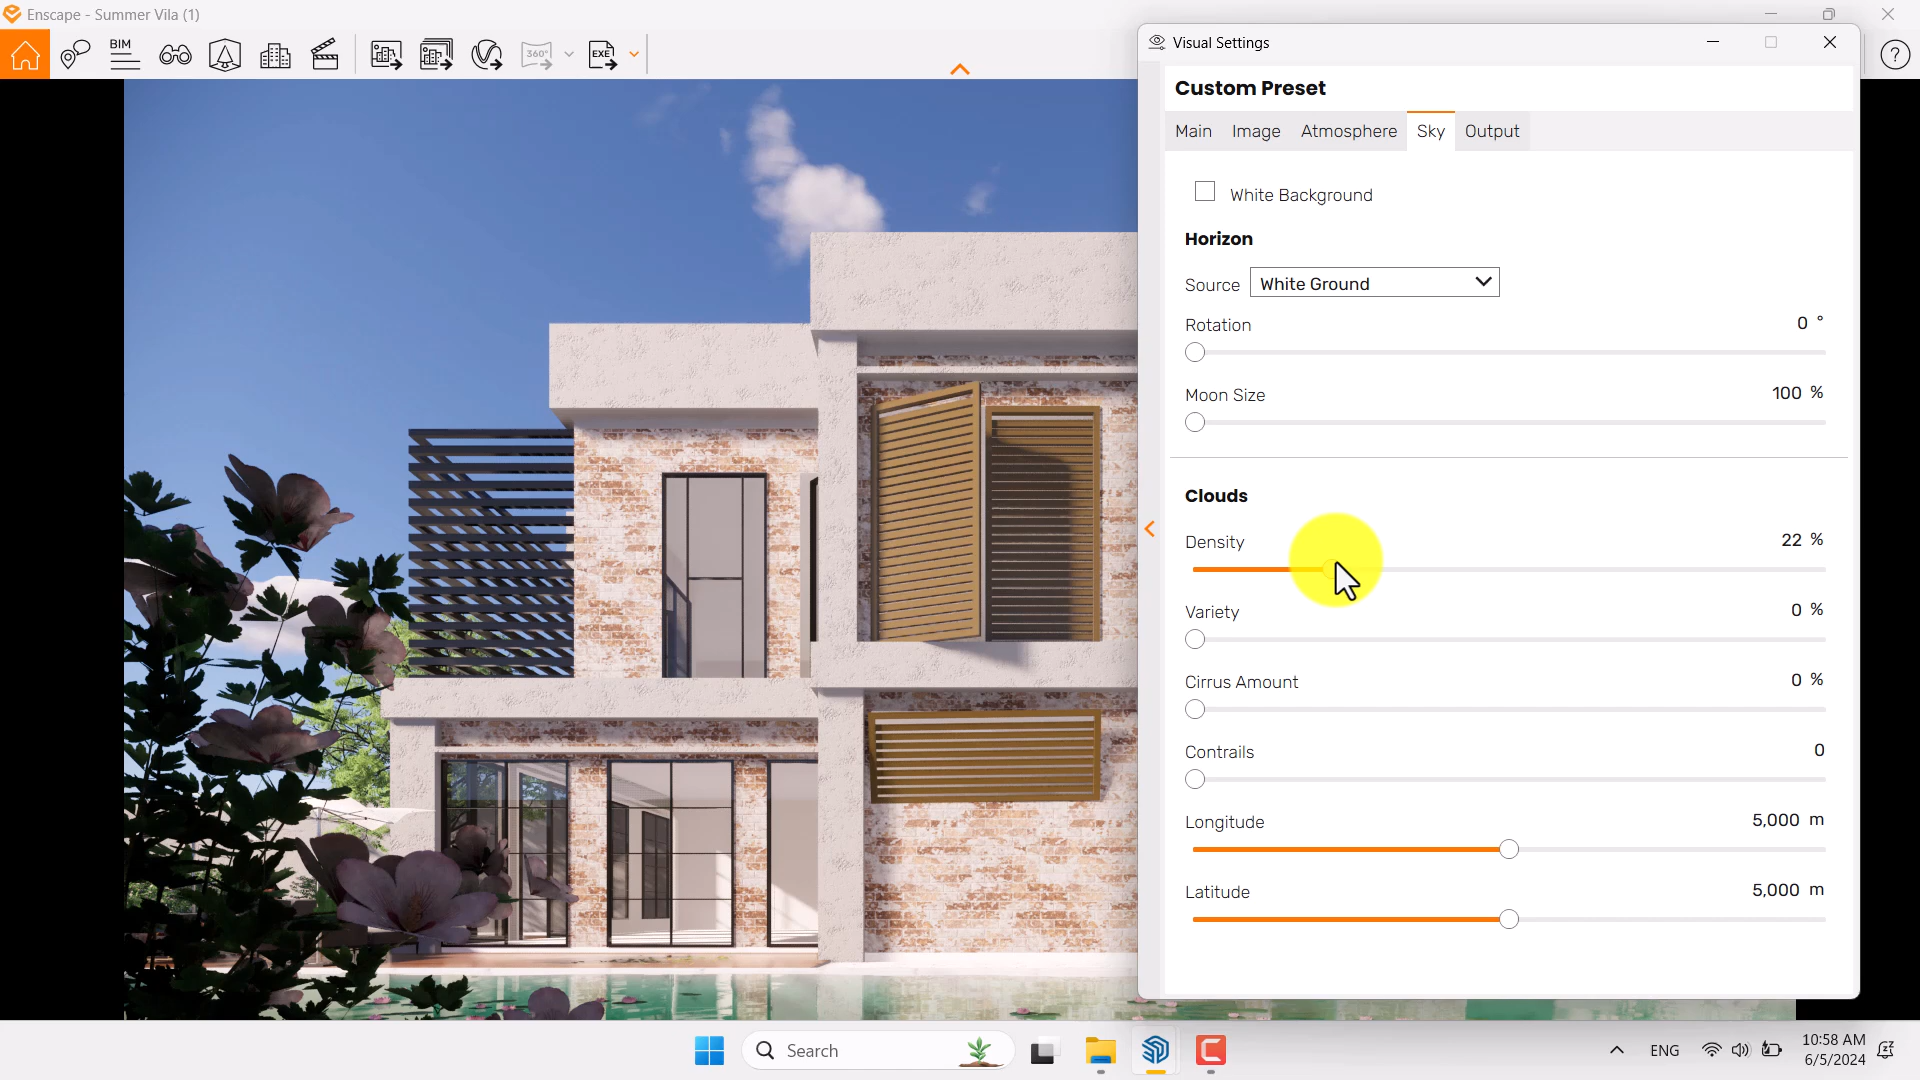 Enscape - Summer Vila (1)
BIM
360°
EXE
?
Visual Settings
Custom Preset
Main Image Atmosphere Sky Output
White Background
Horizon
Source White Ground
Rotation 0 °
Moon Size 100 %
Clouds
Density 22 %
Variety 0 %
Cirrus Amount 0 %
Contrails 0
Longitude 5,000 m
Latitude 5,000 m
Search
ENG
10:58 AM
6/5/2024